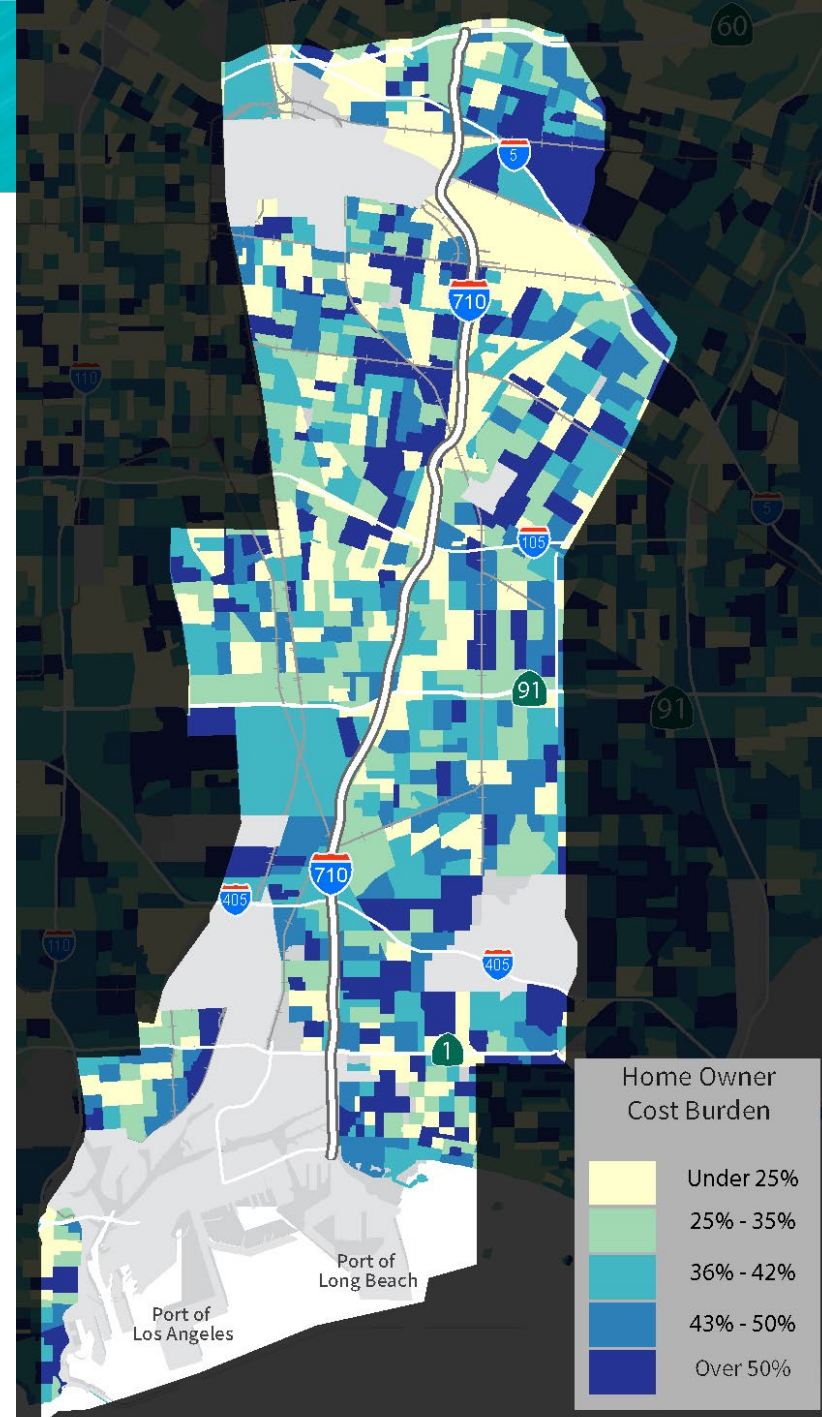 60
5
710
110
5
105
91
91
710
405
110
405
1
Home Owner
Cost Burden
Under 25%
25% - 35%
36% - 42%
43% - 50%
Over 50%
Port of
Long Beach
Port of
Los Angeles